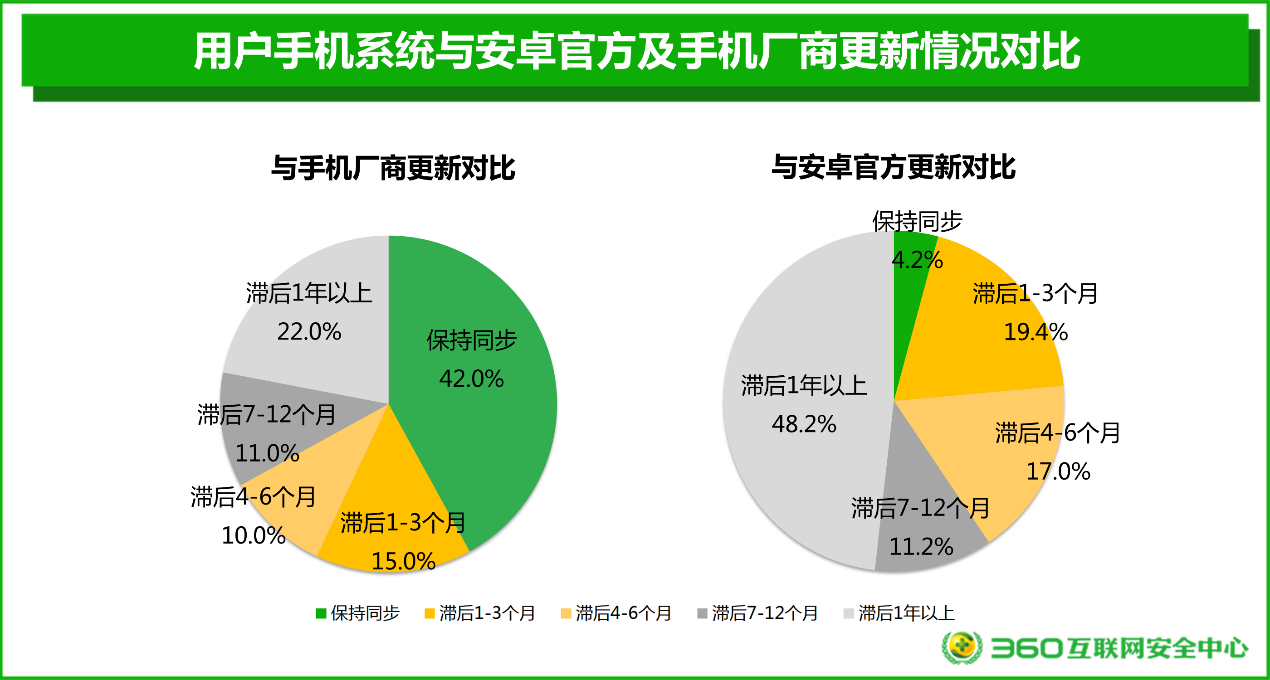 用户手机系统与安卓官方及手机厂商更新情况对比
与手机厂商更新对比
保持同步
42.0%
滞后1-3个月
15.0%
滞后4-6个月
10.0%
滞后7-12个月
11.0%
滞后1年以上
22.0%
与安卓官方更新对比
保持同步
4.2%
滞后1-3个月
19.4%
滞后4-6个月
17.0%
滞后7-12个月
11.2%
滞后1年以上
48.2%
保持同步 滞后1-3个月 滞后4-6个月 滞后7-12个月 滞后1年以上
360互联网安全中心